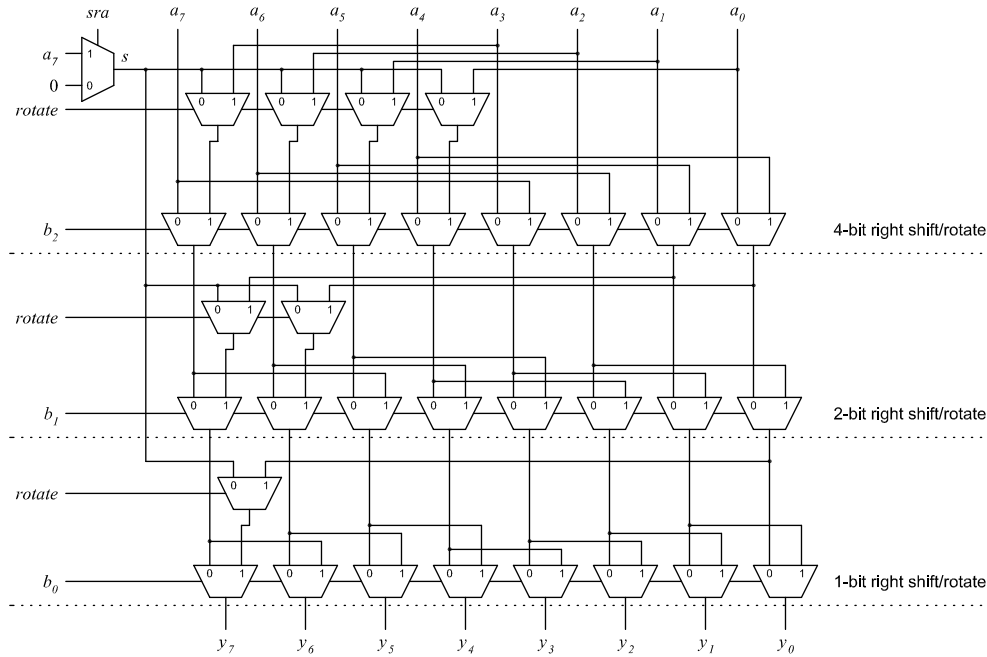 sra a₇ a₆ a₅ a₄ a₃ a₂ a₁ a₀
a₇ 1 s
0 0
rotate 0 1 0 1 0 1 0 1
0 1 0 1 0 1 0 1 0 1 0 1 0 1 0 1
b₂ 4-bit right shift/rotate
0 1 0 1
rotate
0 1 0 1 0 1 0 1 0 1 0 1 0 1 0 1
b₁ 2-bit right shift/rotate
0 1
rotate
0 1 0 1 0 1 0 1 0 1 0 1 0 1 0 1
b₀ 1-bit right shift/rotate
y₇ y₆ y₅ y₄ y₃ y₂ y₁ y₀